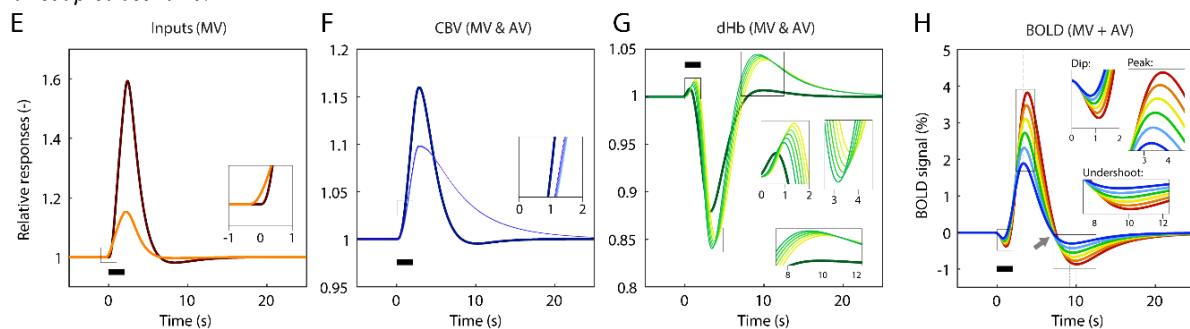 E
Inputs (MV)
Relative responses (-)
1.6
1.4
1.2
1
-1 0 1
0 10 20
Time (s)
F
CBV (MV & AV)
1.2
1.15
1.1
1.05
1
0.95
0 1 2
0 10 20
Time (s)
G
dHb (MV & AV)
1.05
1
0.95
0.9
0.85
0.8
0 1 2
3 4
8 10 12
0 10 20
Time (s)
H
BOLD (MV + AV)
BOLD signal (%)
5
4
3
2
1
0
-1
Dip:
0 1 2
Peak:
3 4
Undershoot:
8 10 12
0 10 20
Time (s)